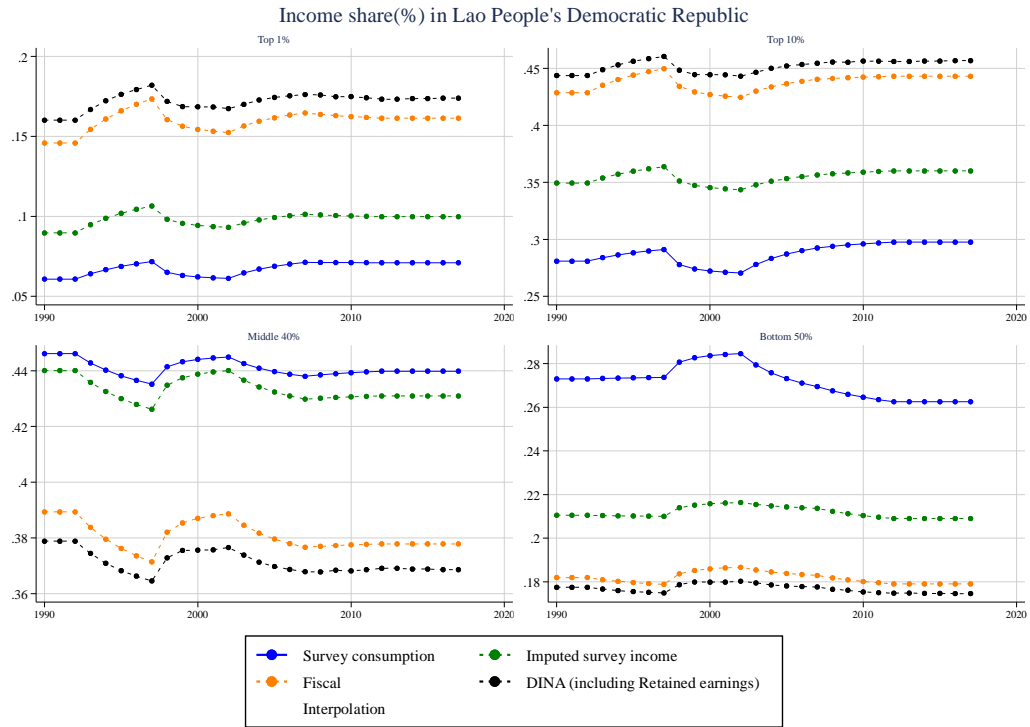 Income share(%) in Lao People's Democratic Republic
Top 1%
Top 10%
.2
.15
.1
.05
1990 2000 2010 2020
.45
.4
.35
.3
.25
1990 2000 2010 2020
Middle 40%
Bottom 50%
.44
.42
.4
.38
.36
1990 2000 2010 2020
.28
.26
.24
.22
.2
.18
1990 2000 2010 2020
Survey consumption
Imputed survey income
Fiscal
DINA (including Retained earnings)
Interpolation